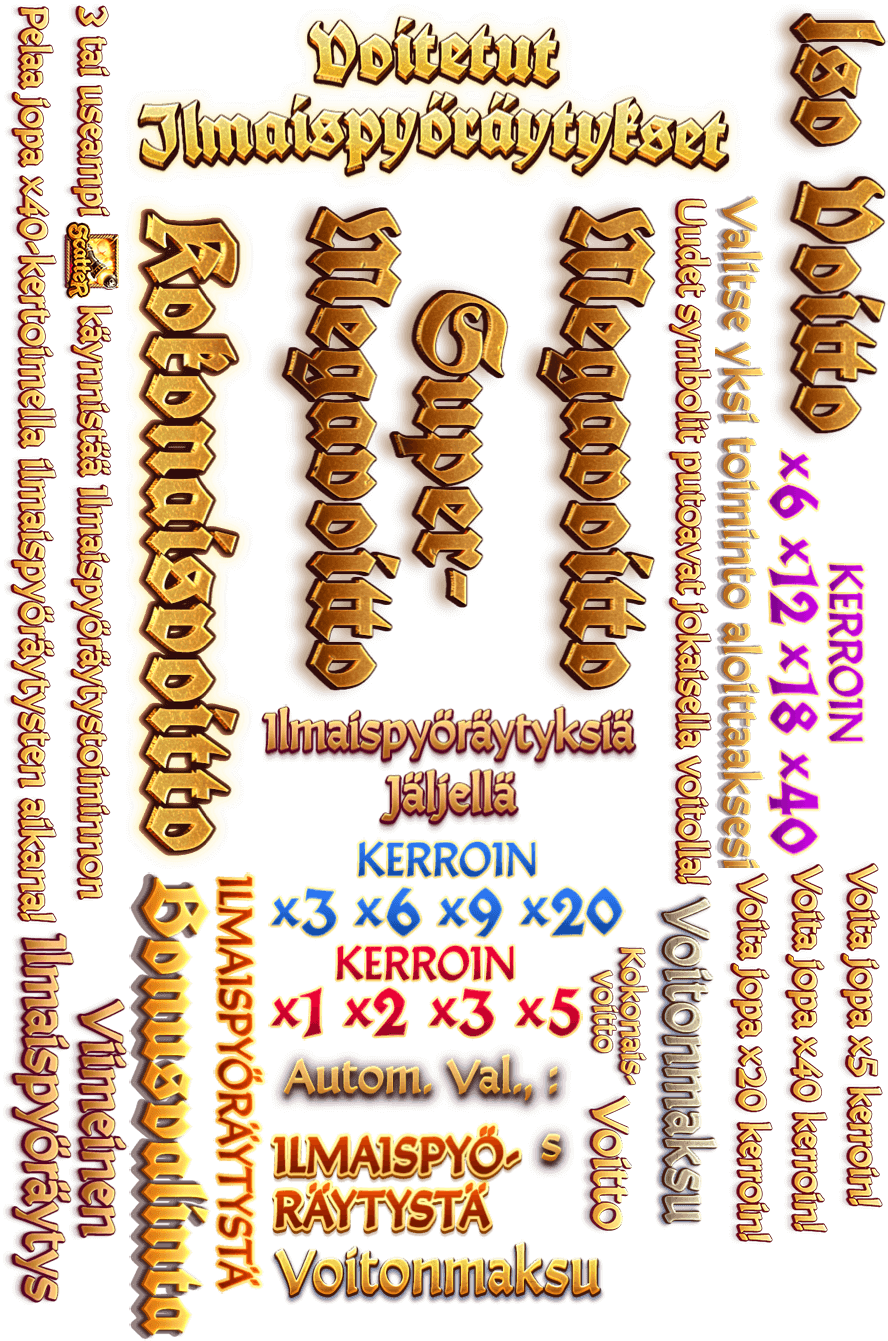 Voitetut
Ilmaispyöräytykset
Iso Voitto
Super-
Megavoitto
Megavoitto
Kokonaisvoitto
3 tai useampi SCATTER käynnistää Ilmaispyöräytystoiminnon
Pelaa jopa x40-kertoimella ilmaispyöräytysten aikana!
Uudet symbolit putoavat jokaisella voitolla!
Valitse yksi toiminto aloittaaksesi
KERROIN
x6 x12 x18 x40
Ilmaispyöräytyksiä
Jäljellä
KERROIN
x3 x6 x9 x20
KERROIN
x1 x2 x3 x5
Voita jopa x5 kerroin!
Voita jopa x40 kerroin!
Voita jopa x20 kerroin!
Voitonmaksu
Kokonais-
voitto
Voitto
Autom. Val., :
s
ILMAISPYÖ-
RÄYTYSTÄ
Voitonmaksu
ILMAISPYÖRÄYTYSTÄ
Bonusvalinta
Viimeinen
Ilmaispyöräytys